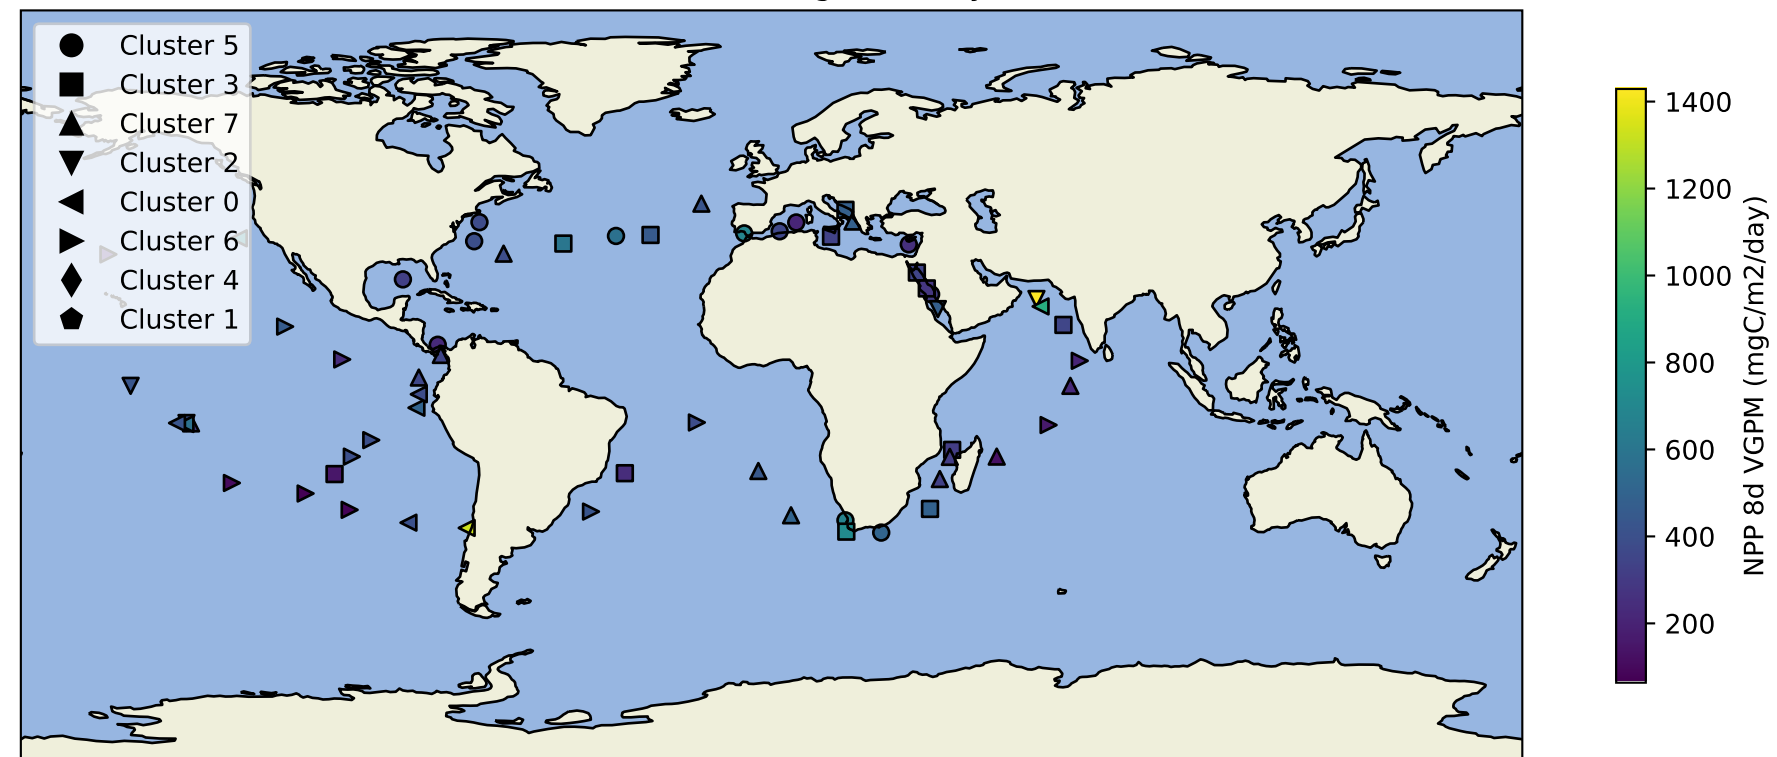 Cluster 5
Cluster 3
Cluster 7
Cluster 2
Cluster 0
Cluster 6
Cluster 4
Cluster 1
1400
1200
1000
800
600
400
200
NPP 8d VGPM (mgC/m2/day)